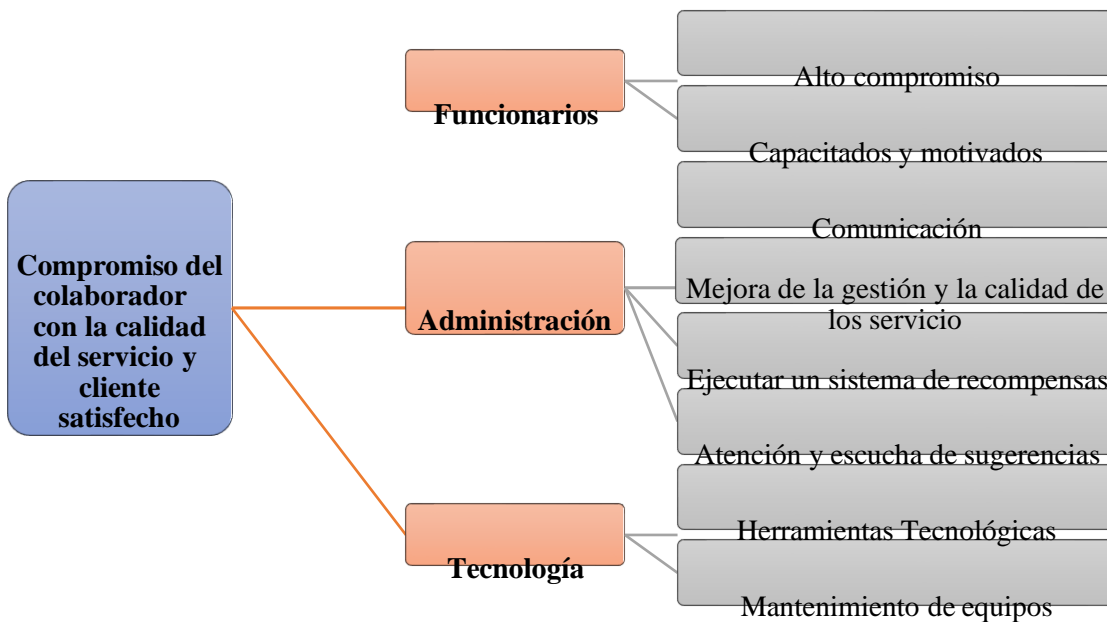 Compromiso del
colaborador
con la calidad
del servicio y
cliente
satisfecho
Funcionarios
Alto compromiso
Capacitados y motivados
Administración
Comunicación
Mejora de la gestión y la calidad de
los servicio
Ejecutar un sistema de recompensas
Atención y escucha de sugerencias
Tecnología
Herramientas Tecnológicas
Mantenimiento de equipos